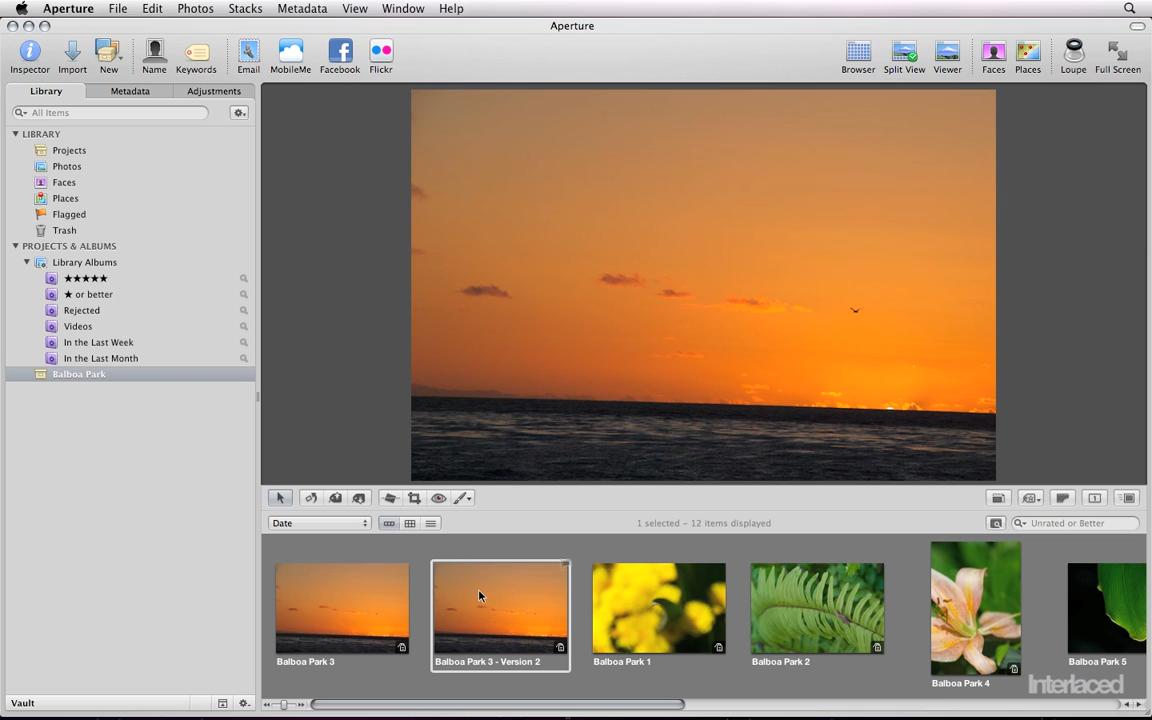 Aperture File Edit Photos Stacks Metadata View Window Help
Aperture
Inspector Import New Name Keywords Email MobileMe Facebook Flickr Browser Split View Viewer Faces Places Loupe Full Screen
Library Metadata Adjustments
All Items
LIBRARY
Projects
Photos
Faces
Places
Flagged
Trash
PROJECTS & ALBUMS
Library Albums
★★★★★
★ or better
Rejected
Videos
In the Last Week
In the Last Month
Balboa Park
Date 1 selected – 12 items displayed Unrated or Better
Balboa Park 3 Balboa Park 3 - Version 2 Balboa Park 1 Balboa Park 2 Balboa Park 5
Balboa Park 4
Interlaced
Vault